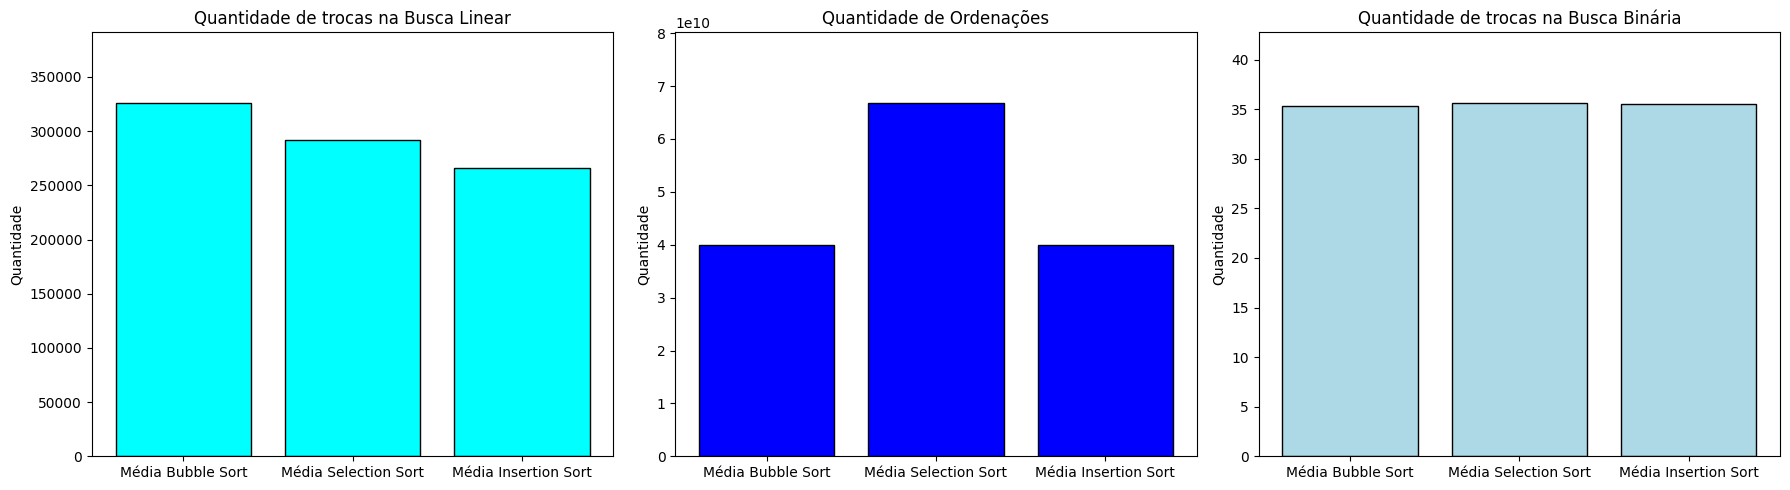 Quantidade de trocas na Busca Linear
Quantidade
350000
300000
250000
200000
150000
100000
50000
0
Média Bubble Sort
Média Selection Sort
Média Insertion Sort
Quantidade de Ordenações
1e10
Quantidade
8
7
6
5
4
3
2
1
0
Média Bubble Sort
Média Selection Sort
Média Insertion Sort
Quantidade de trocas na Busca Binária
Quantidade
40
35
30
25
20
15
10
5
0
Média Bubble Sort
Média Selection Sort
Média Insertion Sort